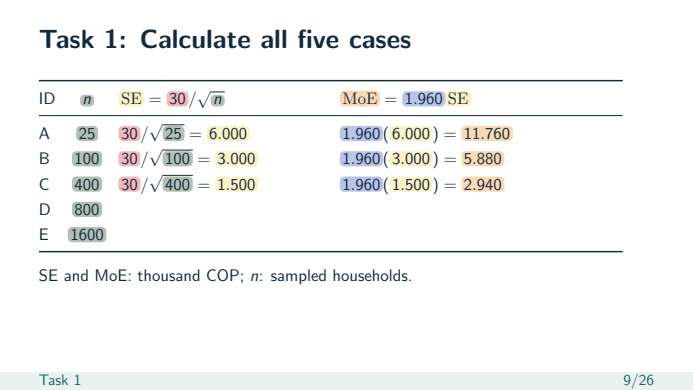 Task 1: Calculate all five cases
ID n SE = 30/√n MoE = 1.960 SE
A 25 30/√25 = 6.000 1.960(6.000) = 11.760
B 100 30/√100 = 3.000 1.960(3.000) = 5.880
C 400 30/√400 = 1.500 1.960(1.500) = 2.940
D 800
E 1600
SE and MoE: thousand COP; n: sampled households.
Task 1 9/26